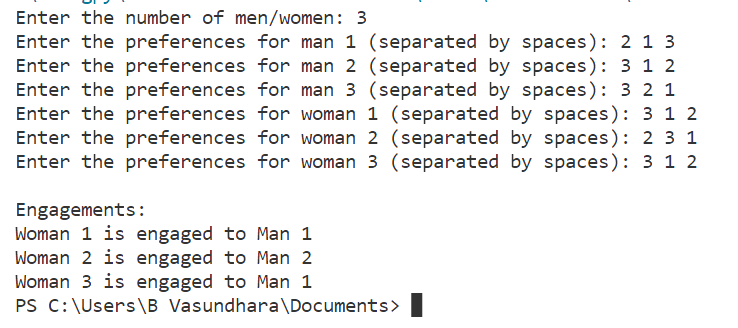 Enter the number of men/women: 3
Enter the preferences for man 1 (separated by spaces): 2 1 3
Enter the preferences for man 2 (separated by spaces): 3 1 2
Enter the preferences for man 3 (separated by spaces): 3 2 1
Enter the preferences for woman 1 (separated by spaces): 3 1 2
Enter the preferences for woman 2 (separated by spaces): 2 3 1
Enter the preferences for woman 3 (separated by spaces): 3 1 2
Engagements:
Woman 1 is engaged to Man 1
Woman 2 is engaged to Man 2
Woman 3 is engaged to Man 1
PS C:\Users\B Vasundhara\Documents>